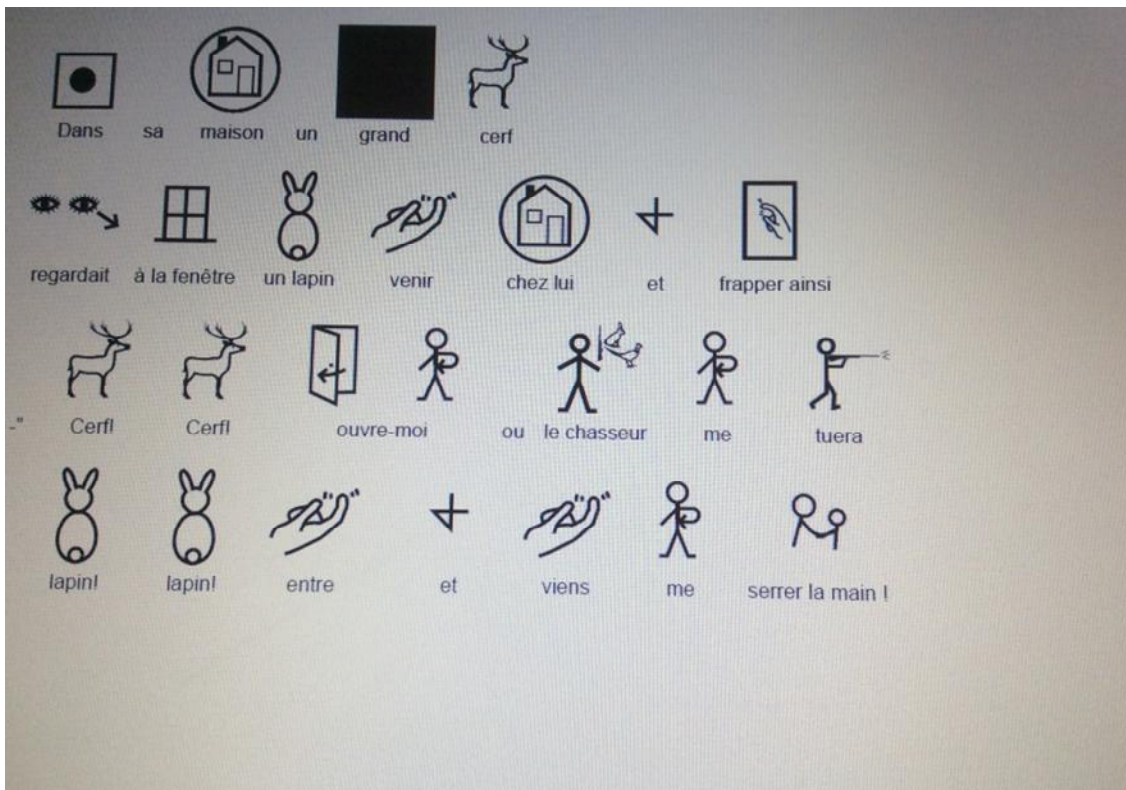 Dans sa maison un grand cerf
regardait à la fenêtre un lapin venir chez lui et frapper ainsi
-" Cerf! Cerf! ouvre-moi ou le chasseur me tuera
lapin! lapin! entre et viens me serrer la main !